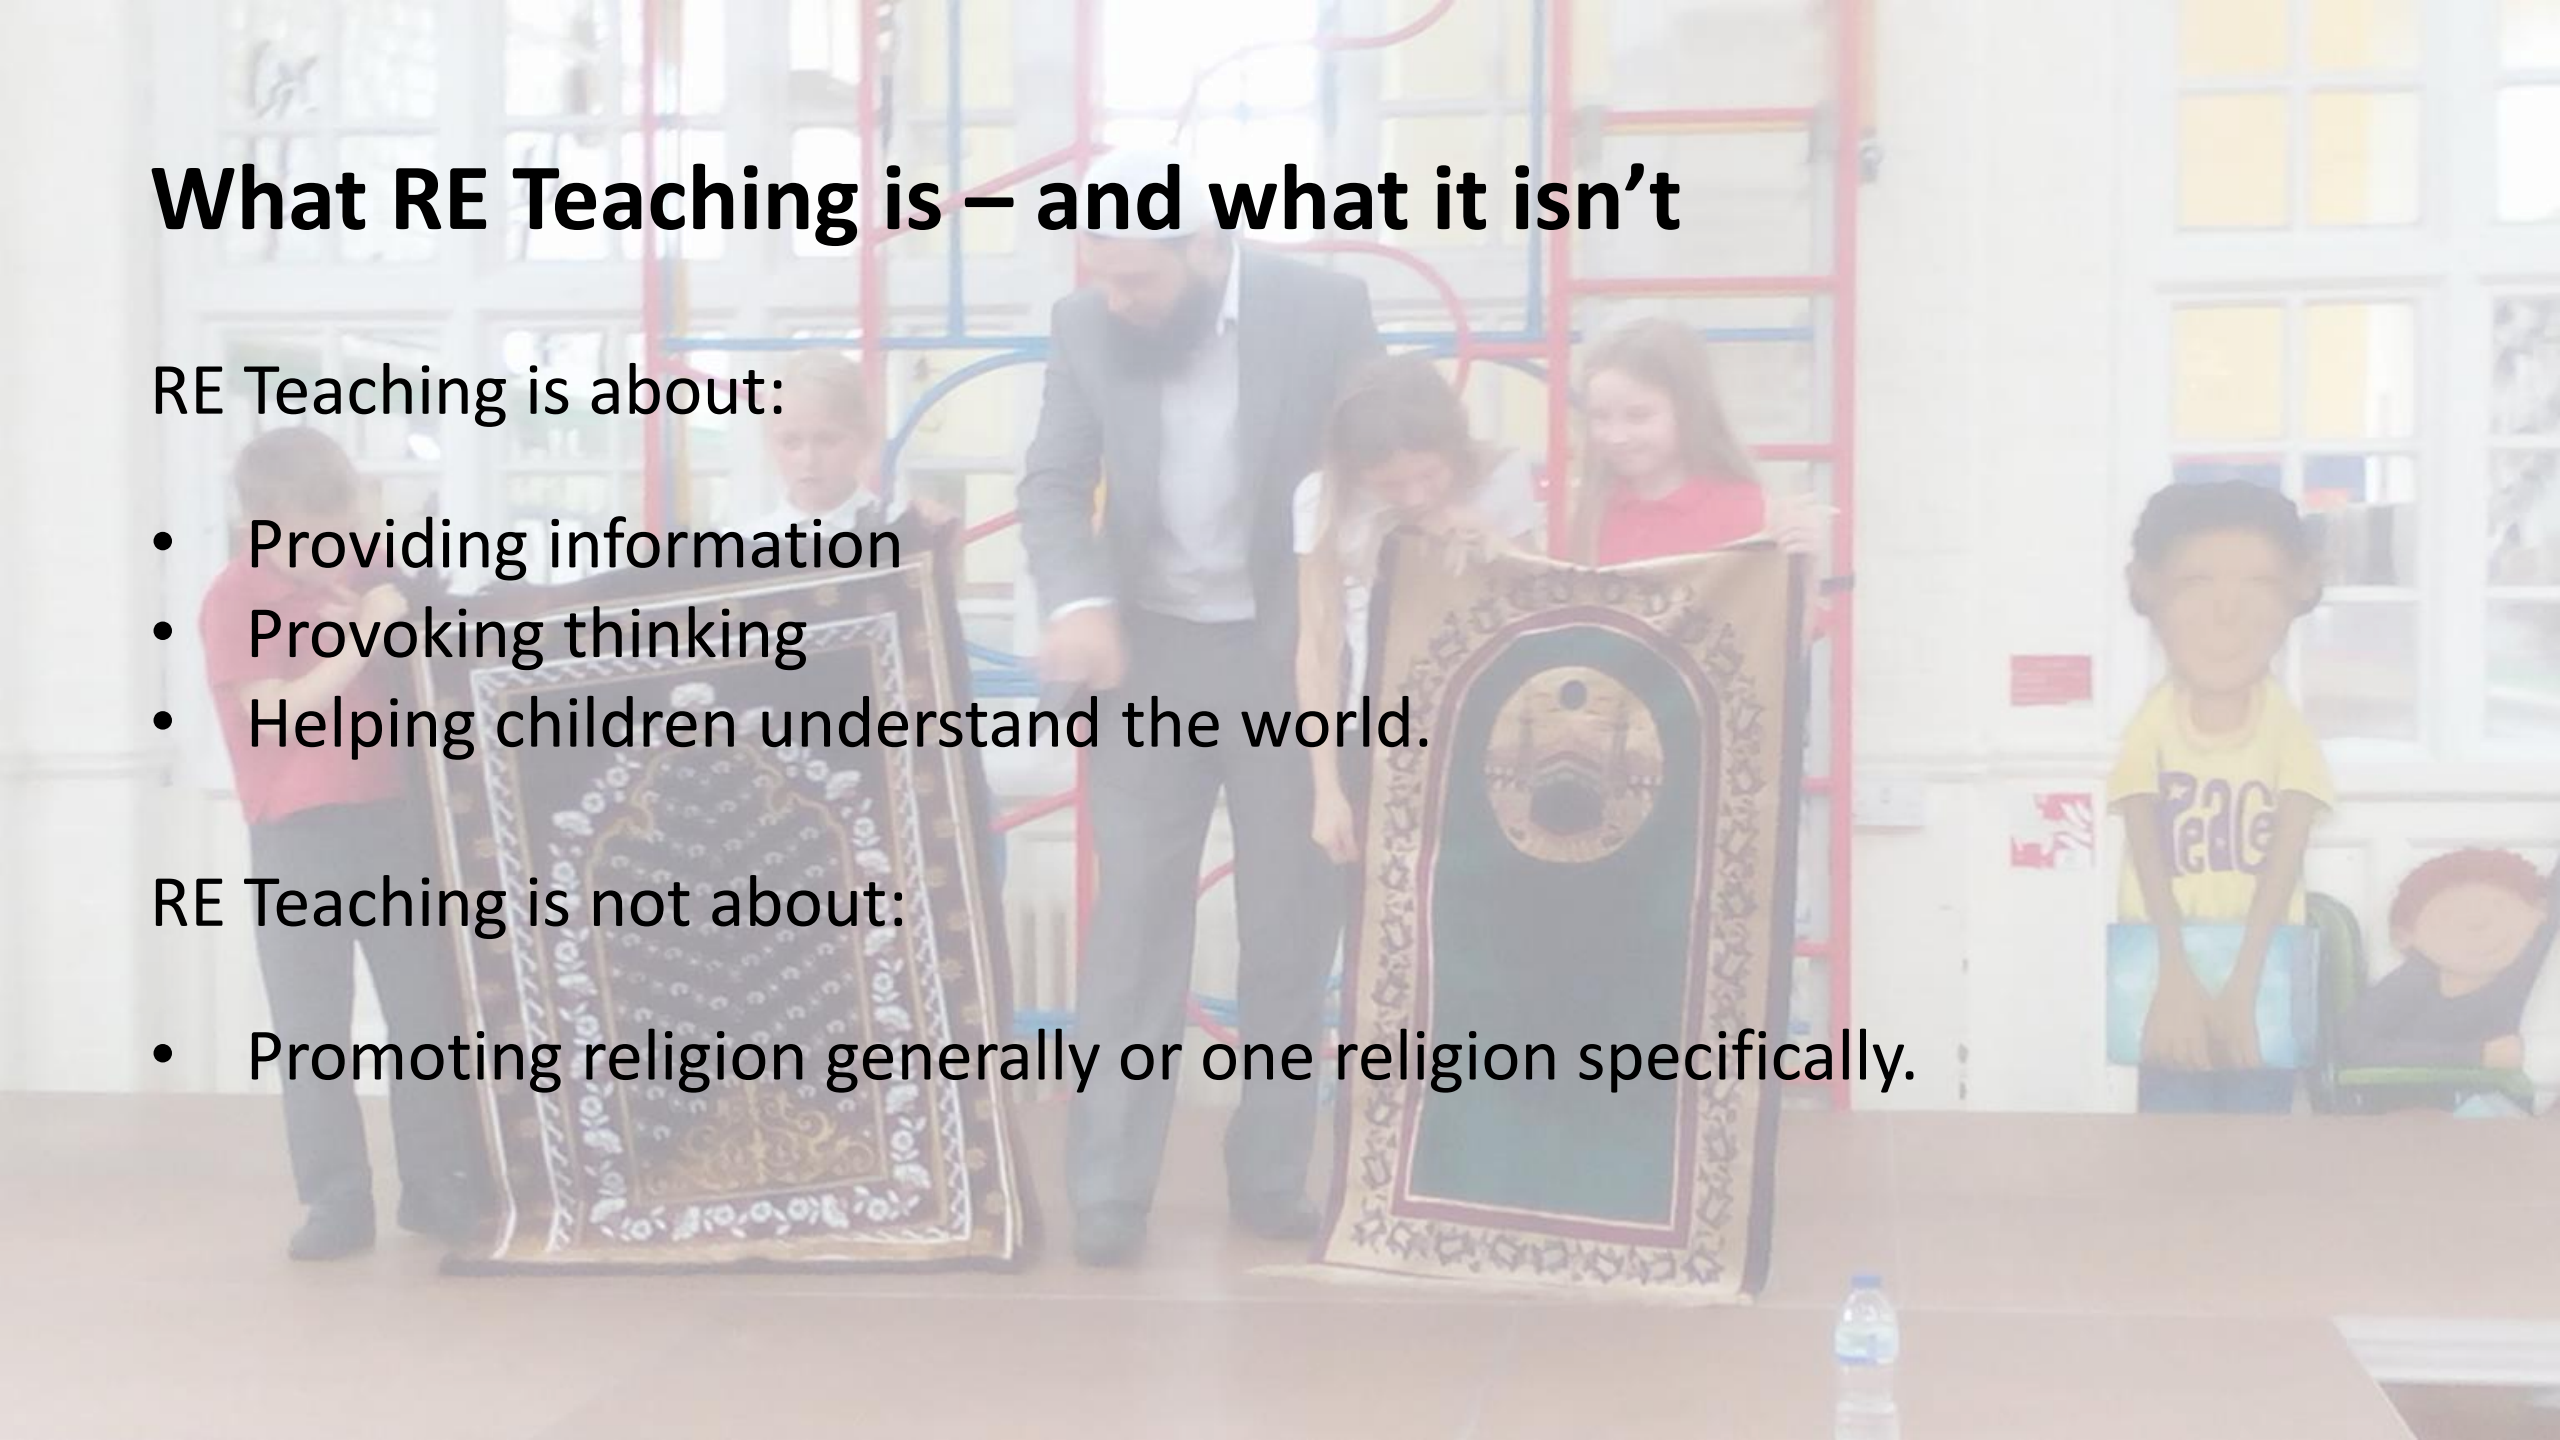 What RE Teaching is – and what it isn’t
RE Teaching is about:
• Providing information
• Provoking thinking
• Helping children understand the world.
RE Teaching is not about:
• Promoting religion generally or one religion specifically.
Peace